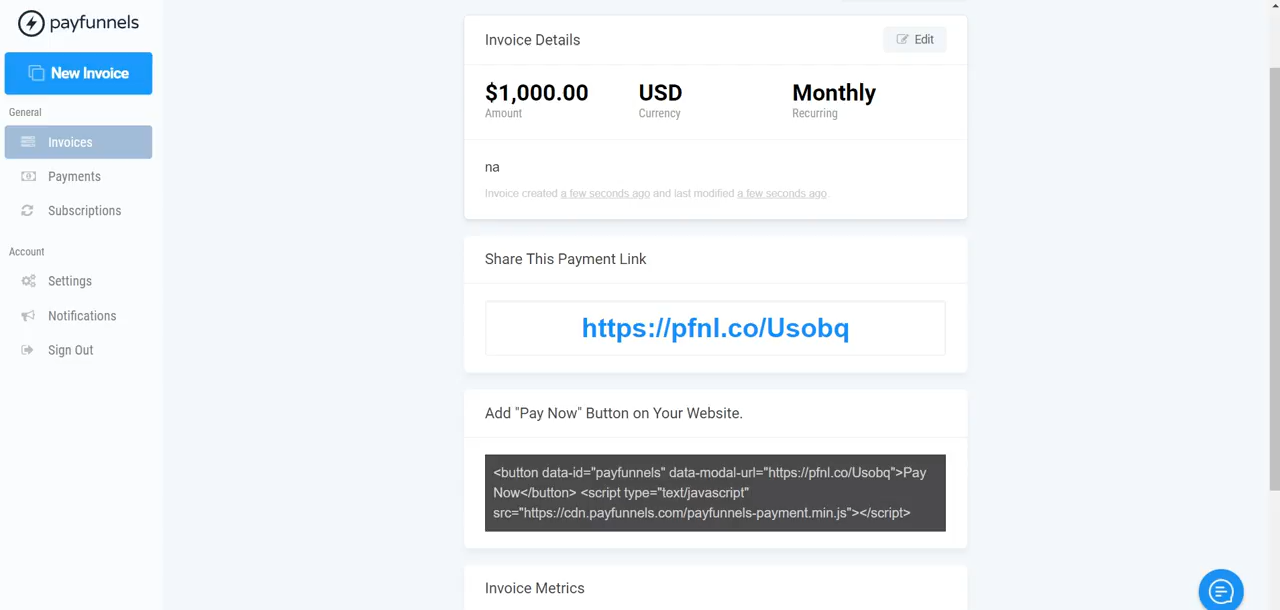 payfunnels
New Invoice
General
Invoices
Payments
Subscriptions
Account
Settings
Notifications
Sign Out
Invoice Details
Edit
$1,000.00
USD
Monthly
Amount
Currency
Recurring
na
Invoice created a few seconds ago and last modified a few seconds ago
Share This Payment Link
https://pfnl.co/Usobq
Add "Pay Now" Button on Your Website.
<button data-id="payfunnels" data-modal-url="https://pfnl.co/Usobq">Pay
Now</button> <script type="text/javascript"
src="https://cdn.payfunnels.com/payfunnels-payment.min.js"></script>
Invoice Metrics